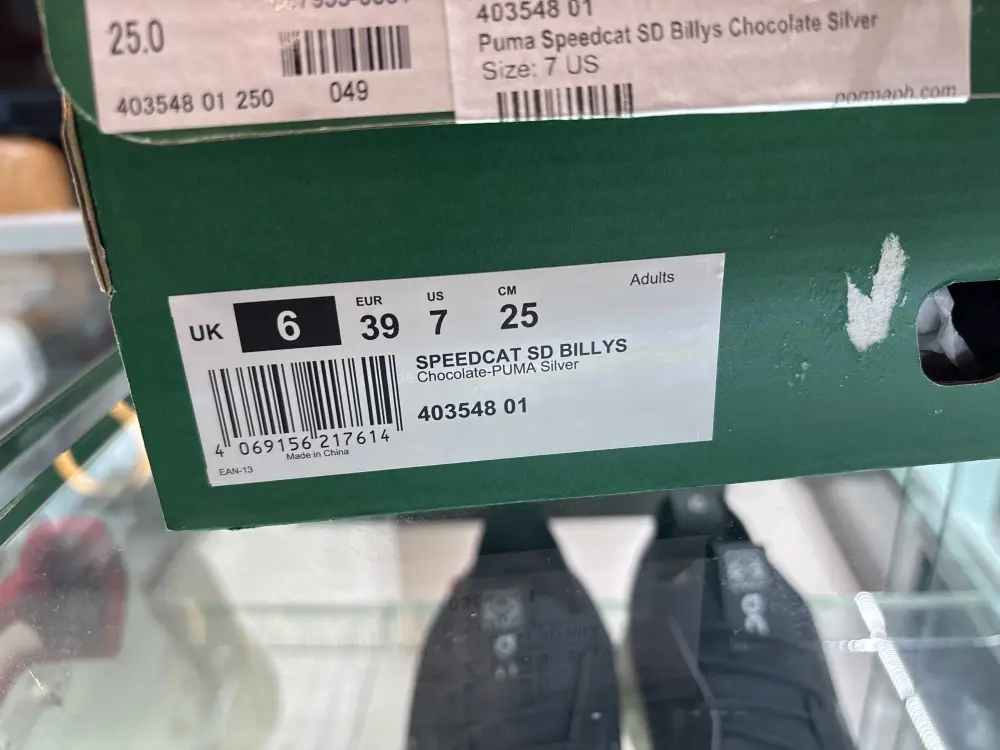 25.0
403548 01 250
049
403548 01
Puma Speedcat SD Billys Chocolate Silver
Size: 7 US
Adults
UK 6
EUR 39
US 7
CM 25
SPEEDCAT SD BILLYS
Chocolate-PUMA Silver
403548 01
4 069156 217614
Made in China
EAN-13